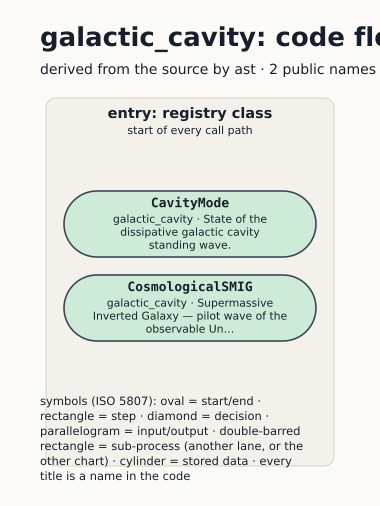 galactic_cavity: code fl
derived from the source by ast · 2 public names
entry: registry class
start of every call path
CavityMode
galactic_cavity · State of the
dissipative galactic cavity
standing wave.
CosmologicalSMIG
galactic_cavity · Supermassive
Inverted Galaxy — pilot wave of the
observable Un…
symbols (ISO 5807): oval = start/end ·
rectangle = step · diamond = decision ·
parallelogram = input/output · double-barred
rectangle = sub-process (another lane, or the
other chart) · cylinder = stored data · every
title is a name in the code